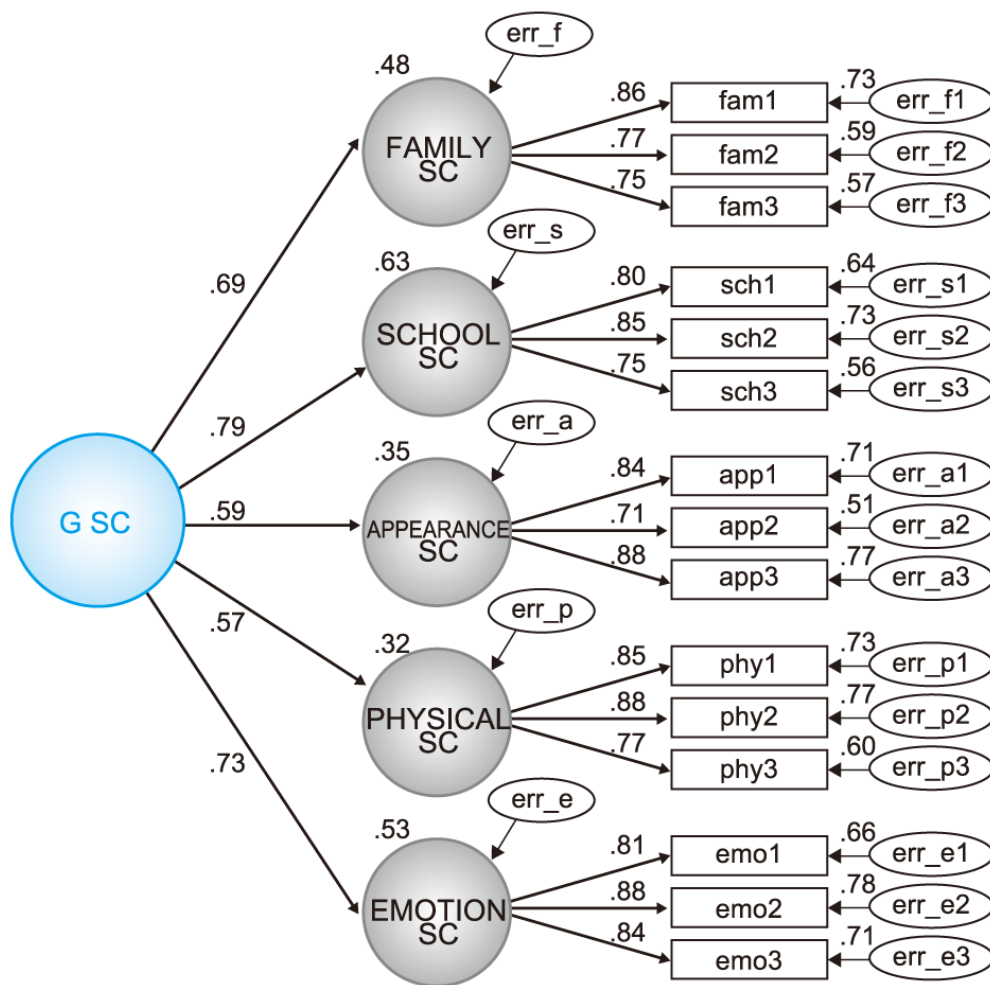 err_f
.48
.86
fam1
.73
err_f1
FAMILY
SC
.77
fam2
.59
err_f2
.75
fam3
.57
err_f3
.69
err_s
.63
.80
sch1
.64
err_s1
SCHOOL
SC
.85
sch2
.73
err_s2
.75
sch3
.56
err_s3
.79
err_a
.35
.84
app1
.71
err_a1
G SC
.59
APPEARANCE
SC
.71
app2
.51
err_a2
.88
app3
.77
err_a3
.57
err_p
.32
.85
phy1
.73
err_p1
PHYSICAL
SC
.88
phy2
.77
err_p2
.77
phy3
.60
err_p3
.73
err_e
.53
.81
emo1
.66
err_e1
EMOTION
SC
.88
emo2
.78
err_e2
.84
emo3
.71
err_e3